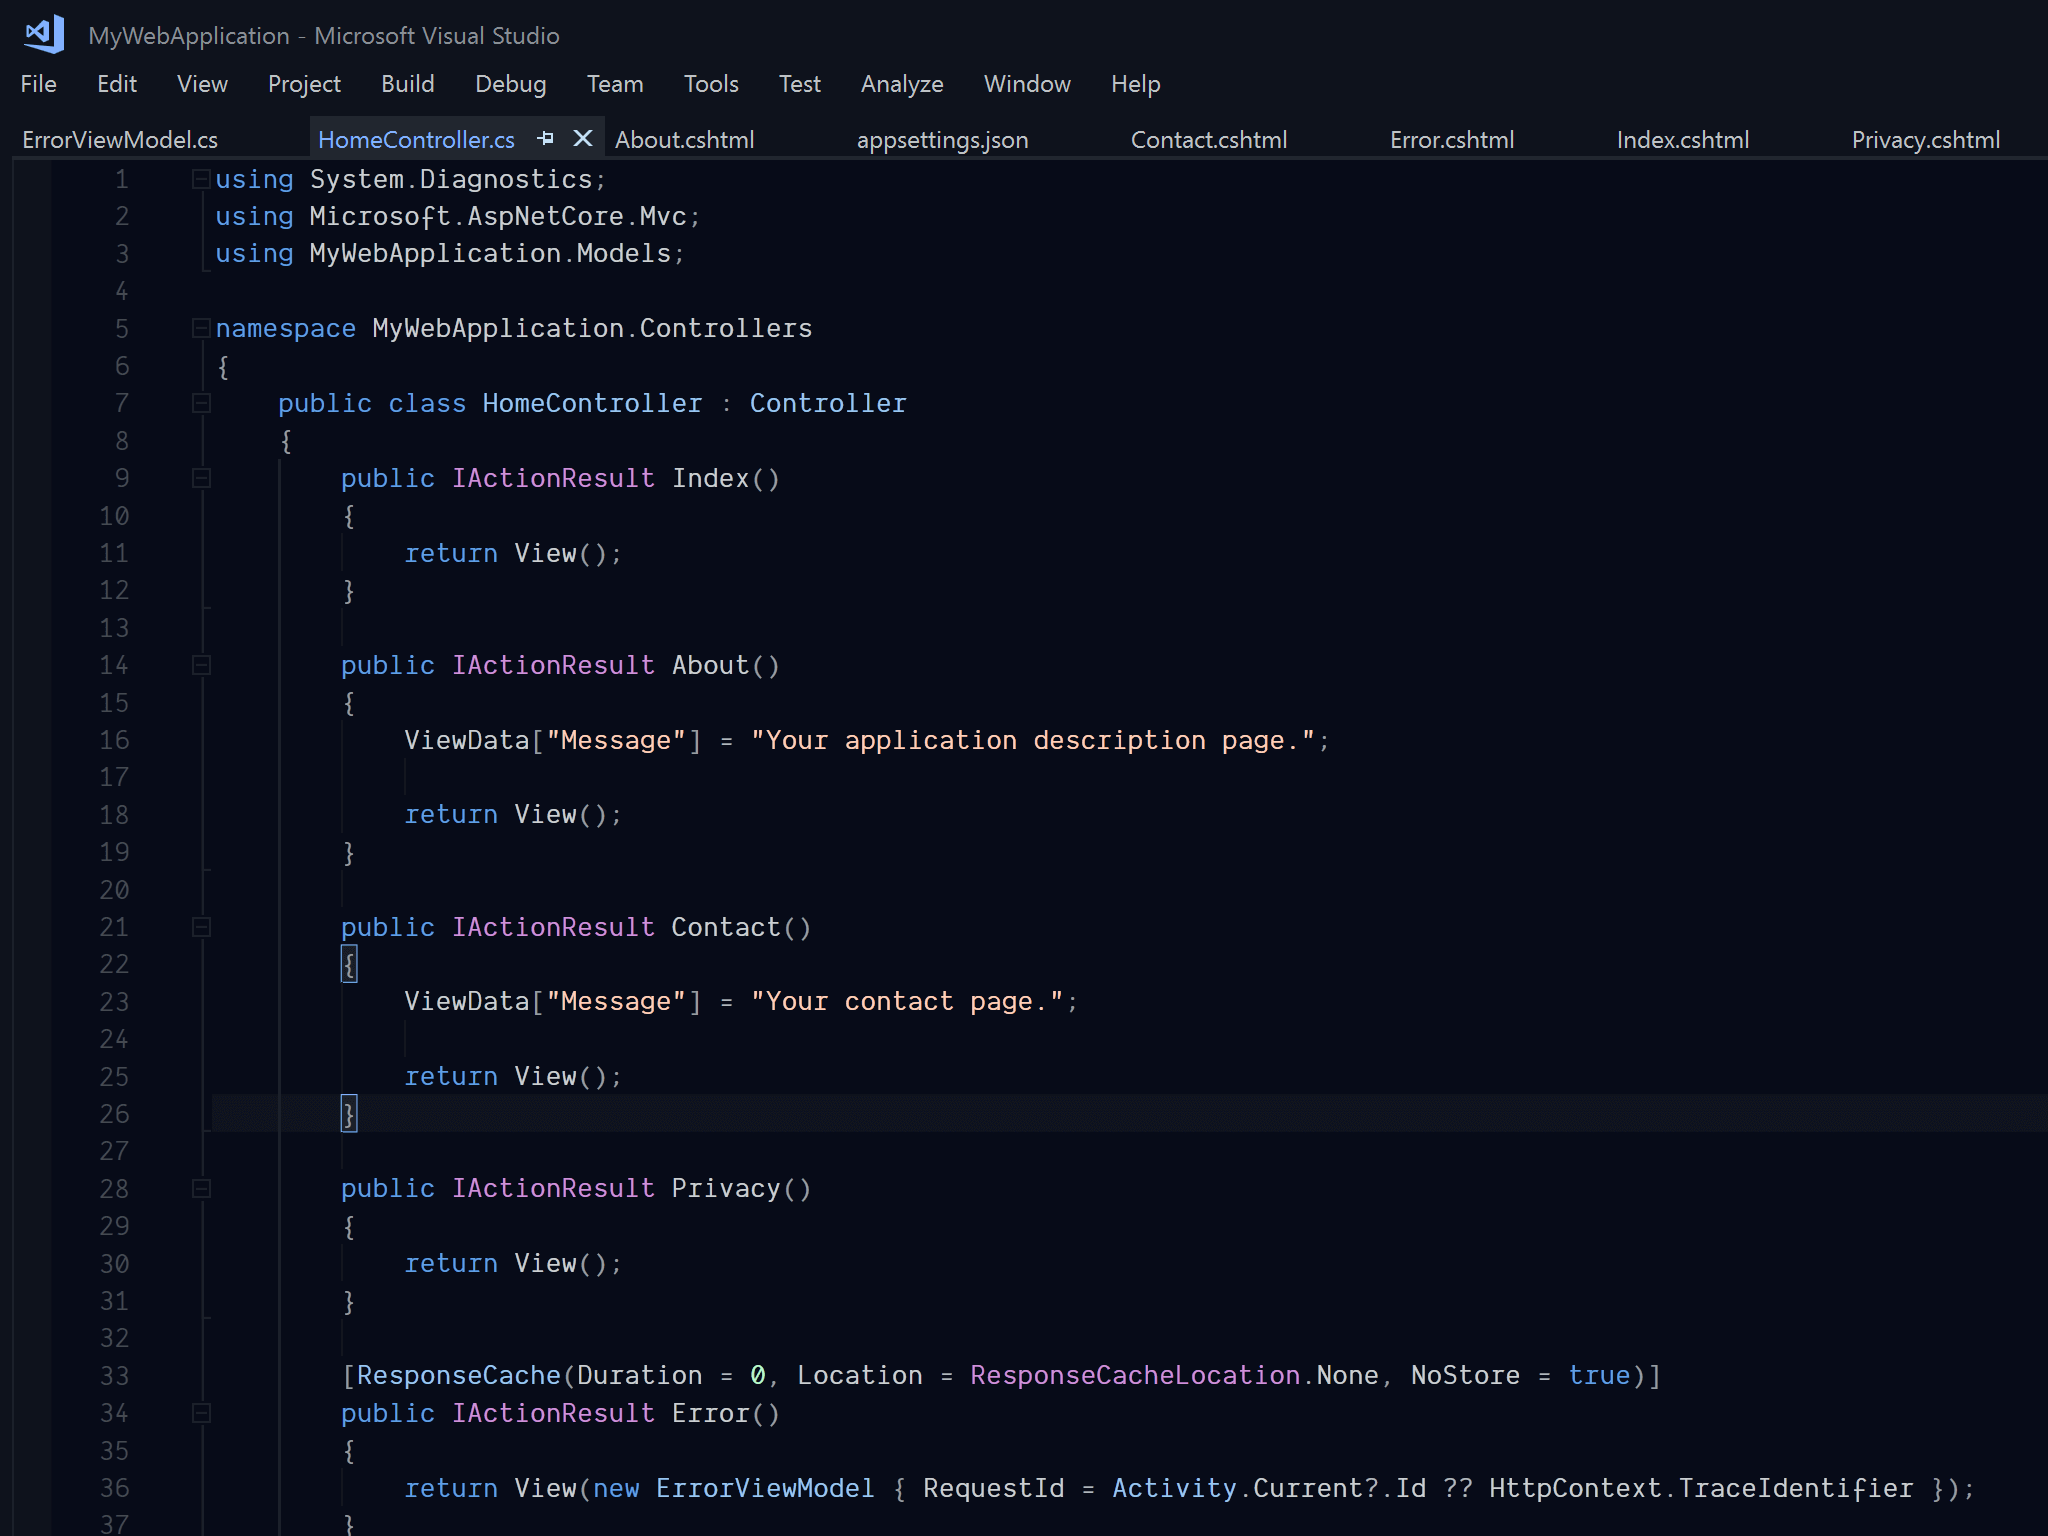 MyWebApplication - Microsoft Visual Studio
File Edit View Project Build Debug Team Tools Test Analyze Window Help
ErrorViewModel.cs HomeController.cs About.cshtml appsettings.json Contact.cshtml Error.cshtml Index.cshtml Privacy.cshtml
1 using System.Diagnostics;
2 using Microsoft.AspNetCore.Mvc;
3 using MyWebApplication.Models;
4
5 namespace MyWebApplication.Controllers
6 {
7     public class HomeController : Controller
8     {
9         public IActionResult Index()
10         {
11             return View();
12         }
13
14         public IActionResult About()
15         {
16             ViewData["Message"] = "Your application description page.";
17
18             return View();
19         }
20
21         public IActionResult Contact()
22         {
23             ViewData["Message"] = "Your contact page.";
24
25             return View();
26         }
27
28         public IActionResult Privacy()
29         {
30             return View();
31         }
32
33         [ResponseCache(Duration = 0, Location = ResponseCacheLocation.None, NoStore = true)]
34         public IActionResult Error()
35         {
36             return View(new ErrorViewModel { RequestId = Activity.Current?.Id ?? HttpContext.TraceIdentifier });
37         }